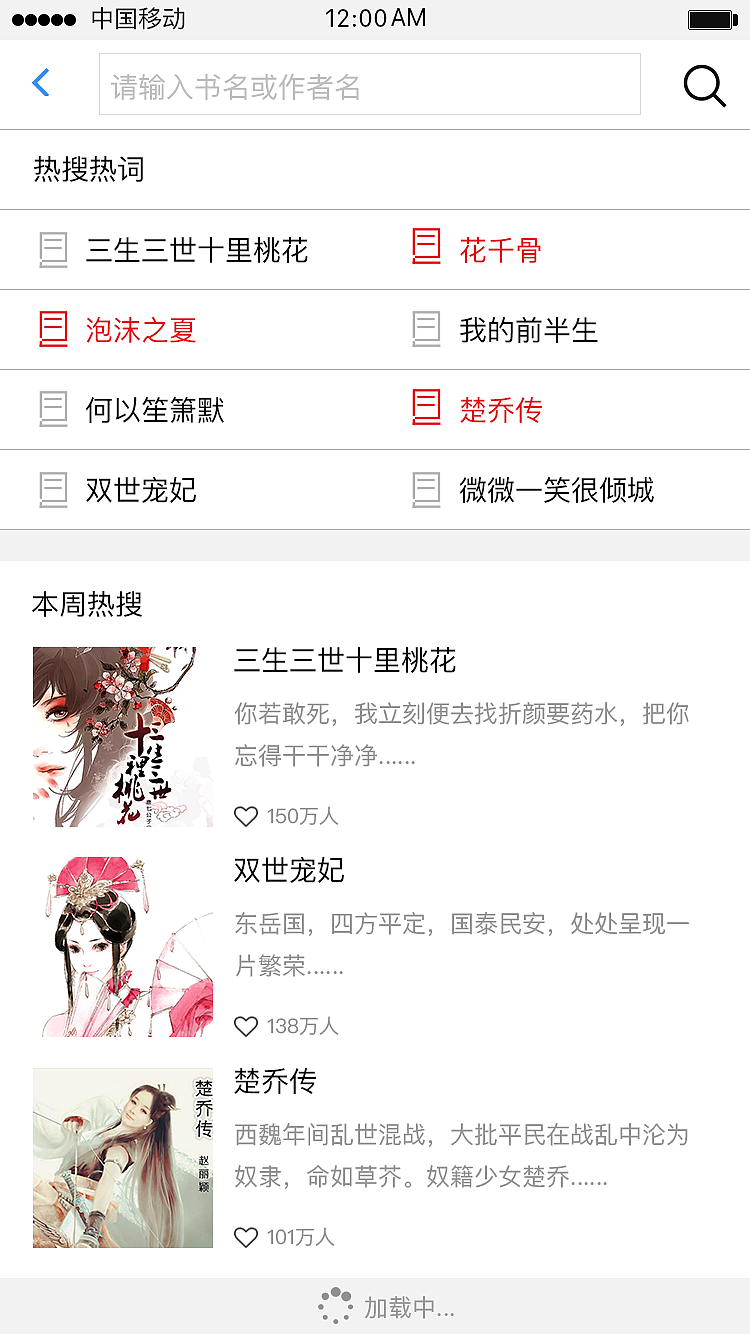 中国移动 12:00AM
请输入书名或作者名
热搜热词
三生三世十里桃花 花千骨
泡沫之夏 我的前半生
何以笙箫默 楚乔传
双世宠妃 微微一笑很倾城
本周热搜
三生三世十里桃花
你若敢死，我立刻便去找折颜要药水，把你
忘得干干净净......
150万人
三生三世
十裡桃花
双世宠妃
东岳国，四方平定，国泰民安，处处呈现一
片繁荣......
138万人
楚乔传
西魏年间乱世混战，大批平民在战乱中沦为
奴隶，命如草芥。奴籍少女楚乔......
101万人
楚乔传
赵丽颖
加载中...